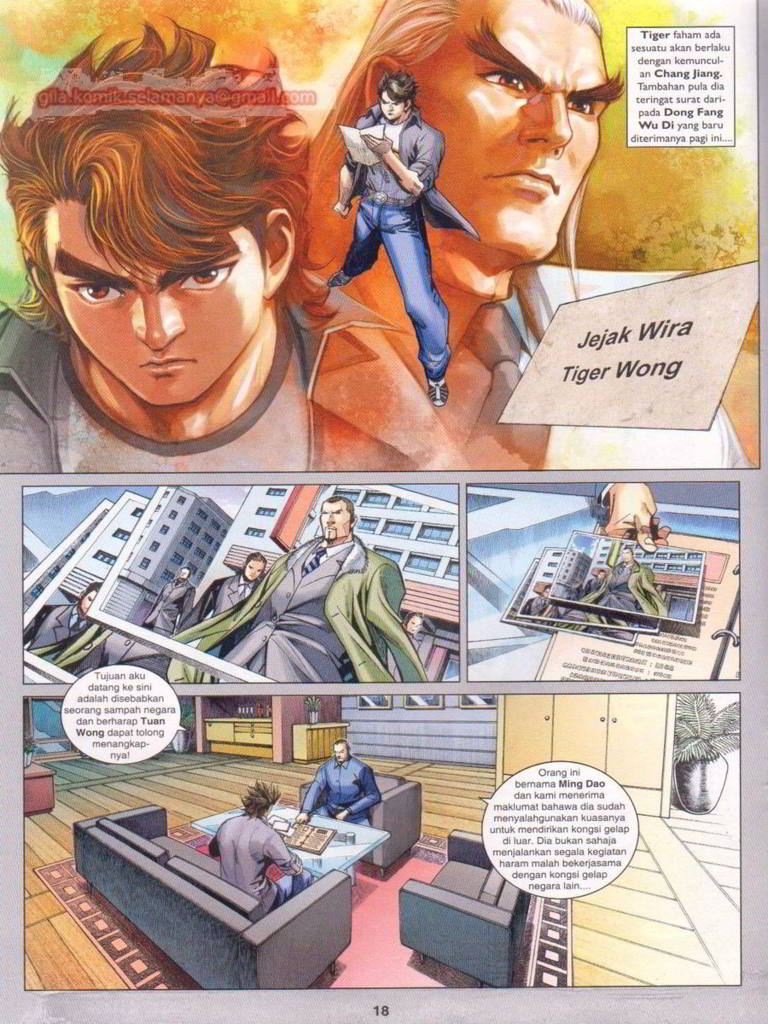 Tiger faham ada
sesuatu akan berlaku
dengan kemuncul-
an Chang Jiang.
Tambahan pula dia
teringat surat dari-
pada Dong Fang
Wu Di yang baru
diterimanya pagi ini....
gila.komik.selamanya@gmail.com
Jejak Wira
Tiger Wong
Tujuan aku
datang ke sini
adalah disebabkan
seorang sampah negara
dan berharap Tuan
Wong dapat tolong
menangkap-
nya!
Orang ini
bernama Ming Dao
dan kami menerima
maklumat bahawa dia sudah
menyalahgunakan kuasanya
untuk mendirikan kongsi gelap
di luar. Dia bukan sahaja
menjalankan segala kegiatan
haram malah bekerjasama
dengan kongsi gelap
negara lain....
18